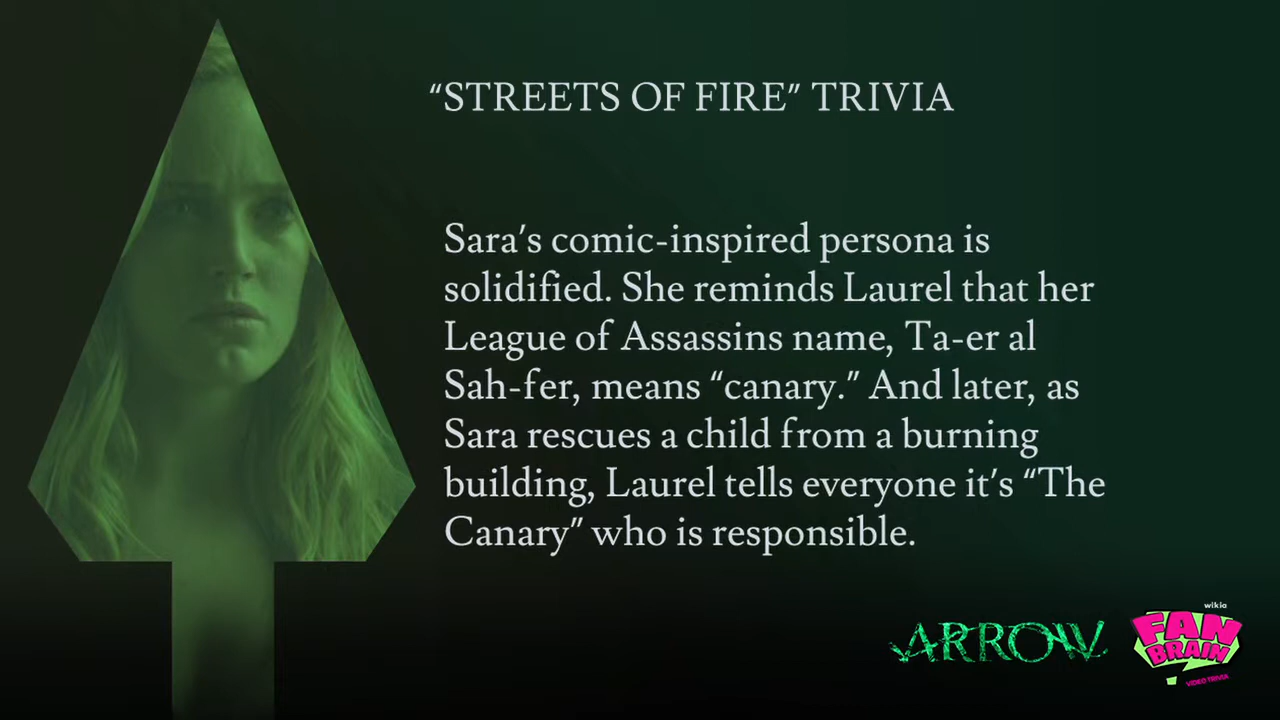 “STREETS OF FIRE” TRIVIA
Sara’s comic-inspired persona is
solidified. She reminds Laurel that her
League of Assassins name, Ta-er al
Sah-fer, means “canary.” And later, as
Sara rescues a child from a burning
building, Laurel tells everyone it’s “The
Canary” who is responsible.
ARROW
wikia
FAN
BRAIN
VIDEO TRIVIA